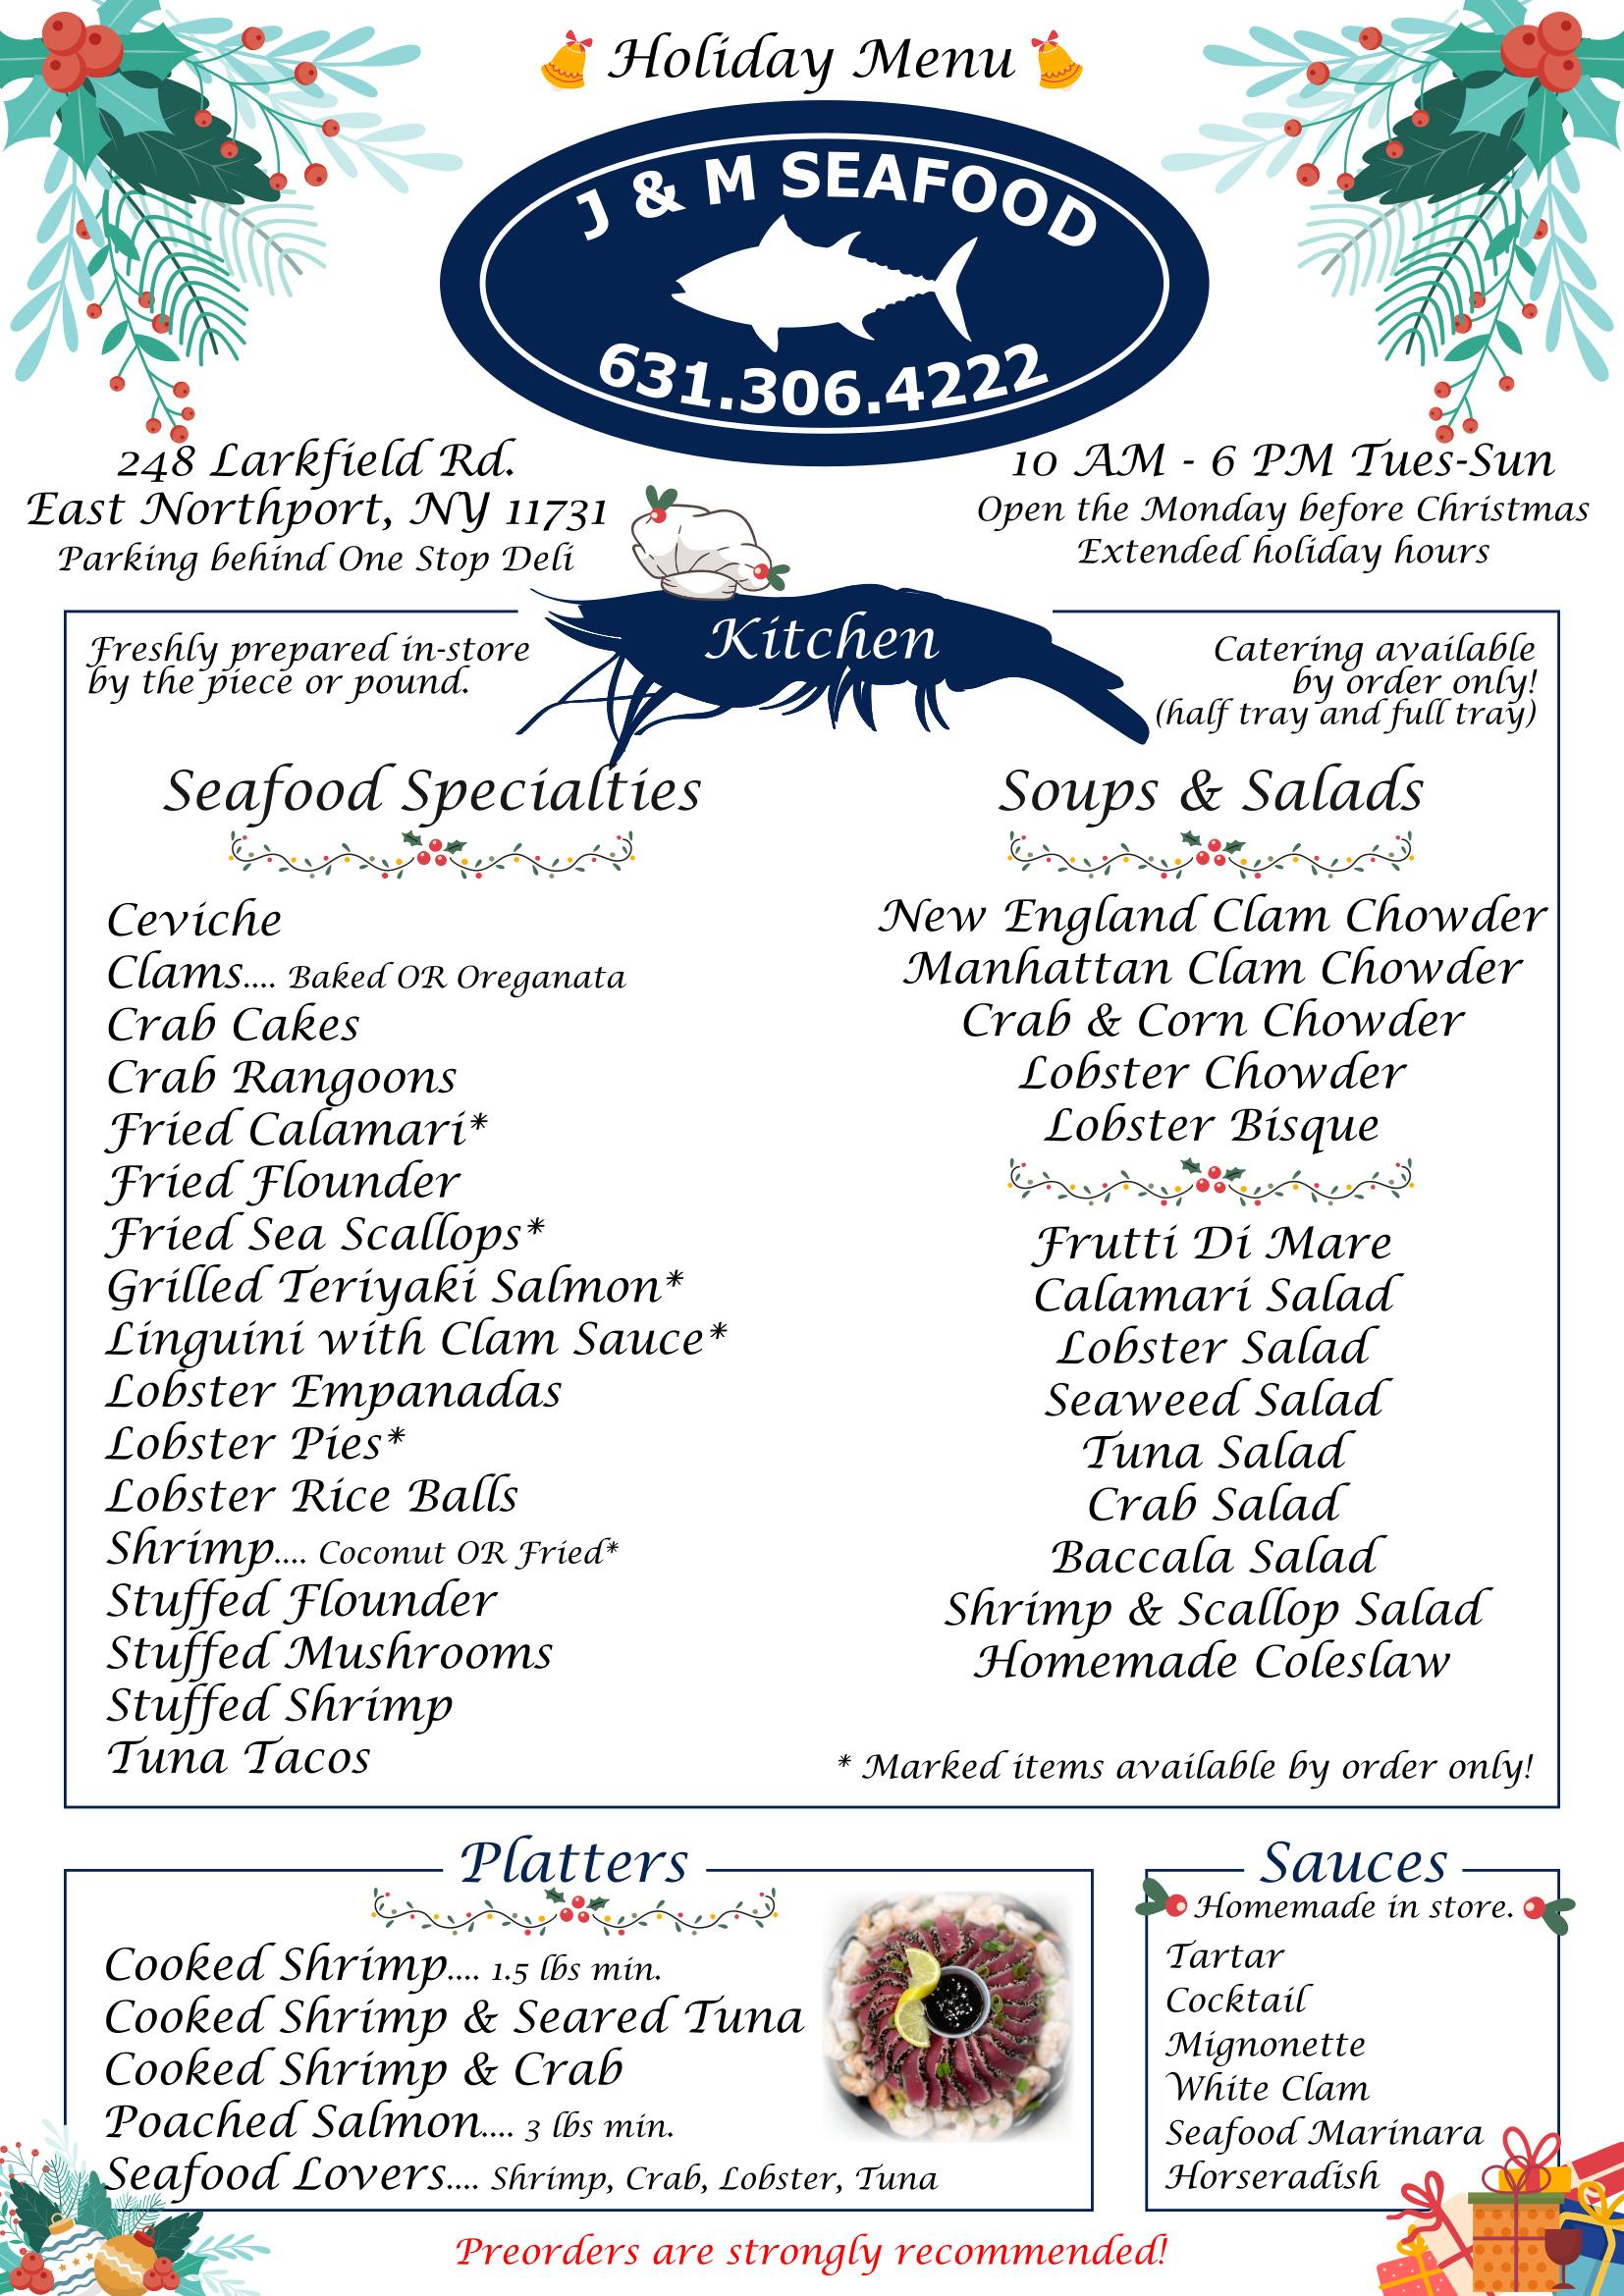 Holiday Menu
J & M SEAFOOD
631.306.4222
248 Larkfield Rd.
East Northport, NY 11731
Parking behind One Stop Deli
10 AM - 6 PM Tues-Sun
Open the Monday before Christmas
Extended holiday hours
Kitchen
Freshly prepared in-store
by the piece or pound.
Catering available
by order only!
(half tray and full tray)
Seafood Specialties
Ceviche
Clams.... Baked OR Oreganata
Crab Cakes
Crab Rangoons
Fried Calamari*
Fried Flounder
Fried Sea Scallops*
Grilled Teriyaki Salmon*
Linguini with Clam Sauce*
Lobster Empanadas
Lobster Pies*
Lobster Rice Balls
Shrimp.... Coconut OR Fried*
Stuffed Flounder
Stuffed Mushrooms
Stuffed Shrimp
Tuna Tacos
Soups & Salads
New England Clam Chowder
Manhattan Clam Chowder
Crab & Corn Chowder
Lobster Chowder
Lobster Bisque
Frutti Di Mare
Calamari Salad
Lobster Salad
Seaweed Salad
Tuna Salad
Crab Salad
Baccala Salad
Shrimp & Scallop Salad
Homemade Coleslaw
* Marked items available by order only!
Platters
Cooked Shrimp.... 1.5 lbs min.
Cooked Shrimp & Seared Tuna
Cooked Shrimp & Crab
Poached Salmon.... 3 lbs min.
Seafood Lovers.... Shrimp, Crab, Lobster, Tuna
Sauces
Homemade in store.
Tartar
Cocktail
Mignonette
White Clam
Seafood Marinara
Horseradish
Preorders are strongly recommended!